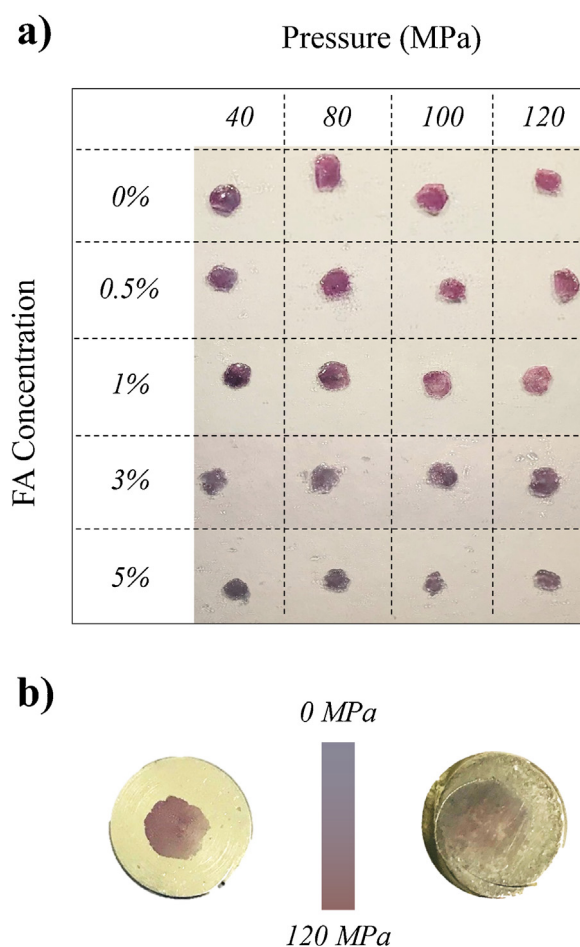 a)
Pressure (MPa)
40 80 100 120
0%
0.5%
1%
3%
5%
FA Concentration
b)
0 MPa
120 MPa